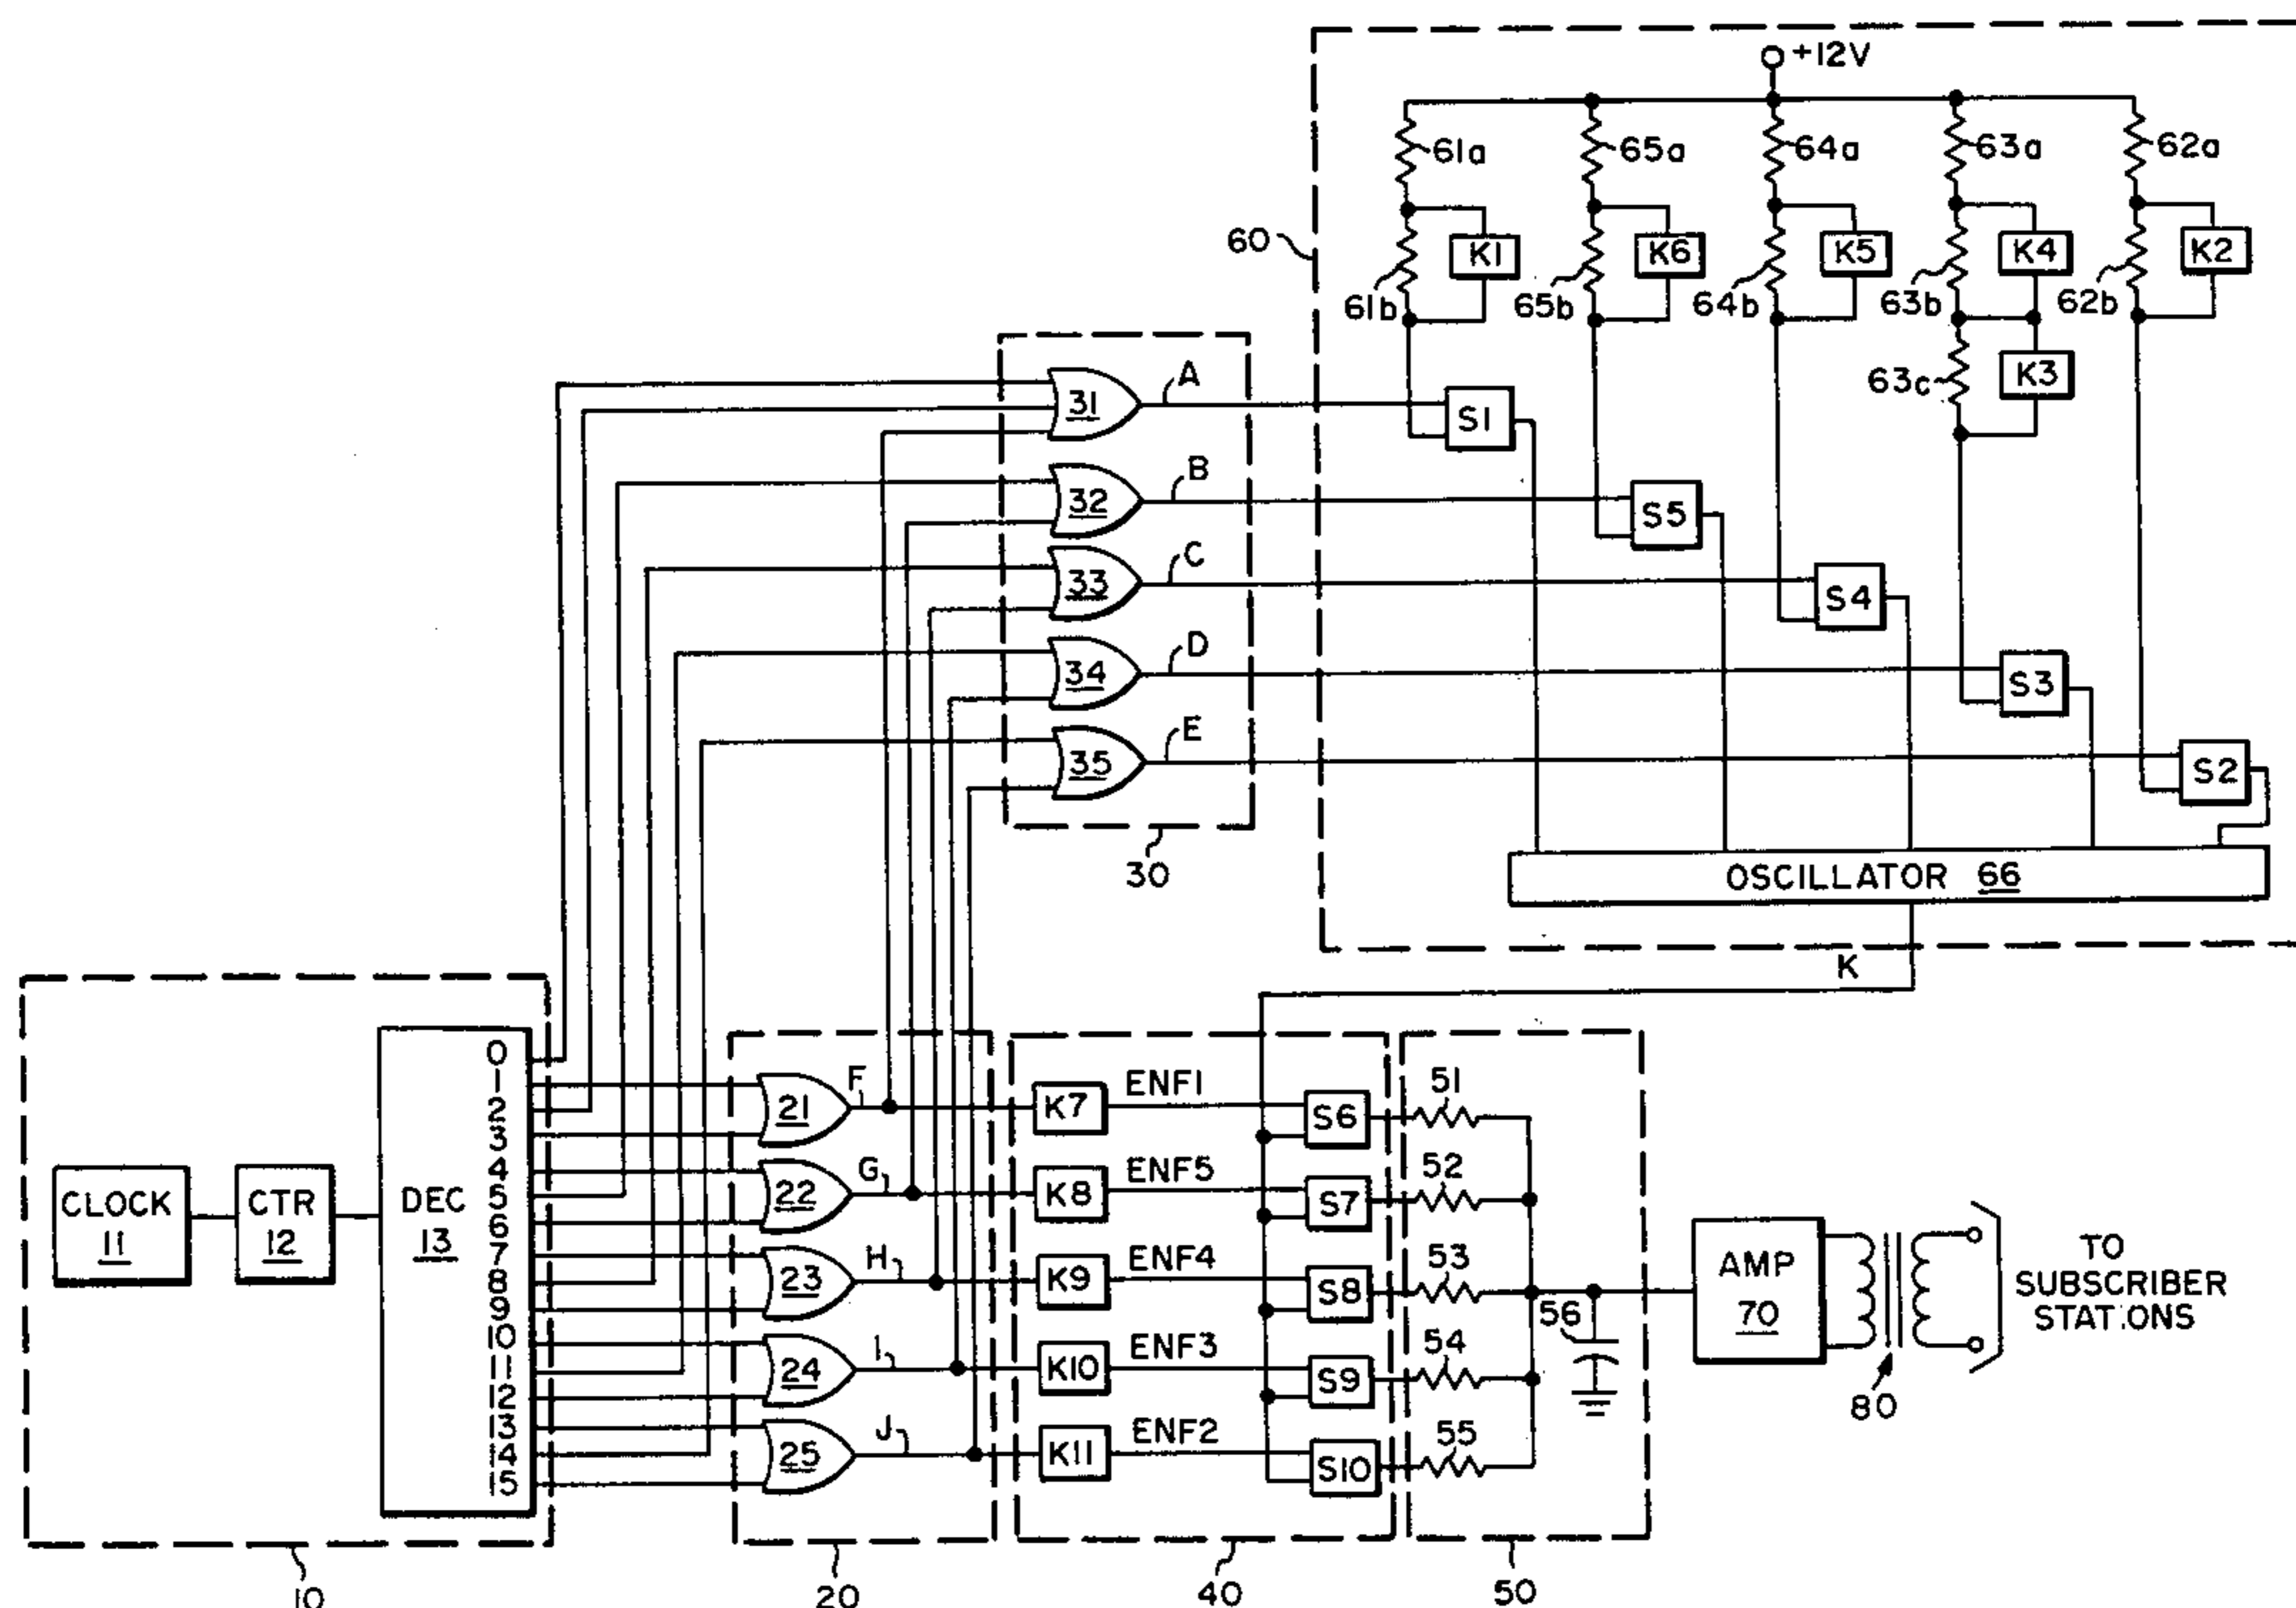 +12V
61a
65a
64a
63a
62a
60
K1
K6
K5
K4
K2
61b
65b
64b
63b
62b
63c
K3
31
A
S1
32
B
S5
33
C
S4
34
D
S3
35
E
S2
30
OSCILLATOR 66
K
CLOCK
11
CTR
12
DEC
13
0
1
2
3
4
5
6
7
8
9
10
11
12
13
14
15
21
F
K7
ENF1
S6
51
22
G
K8
ENF5
S7
52
23
H
K9
ENF4
S8
53
24
I
K10
ENF3
S9
54
25
J
K11
ENF2
S10
55
56
AMP
70
80
TO
SUBSCRIBER
STATIONS
10
20
40
50